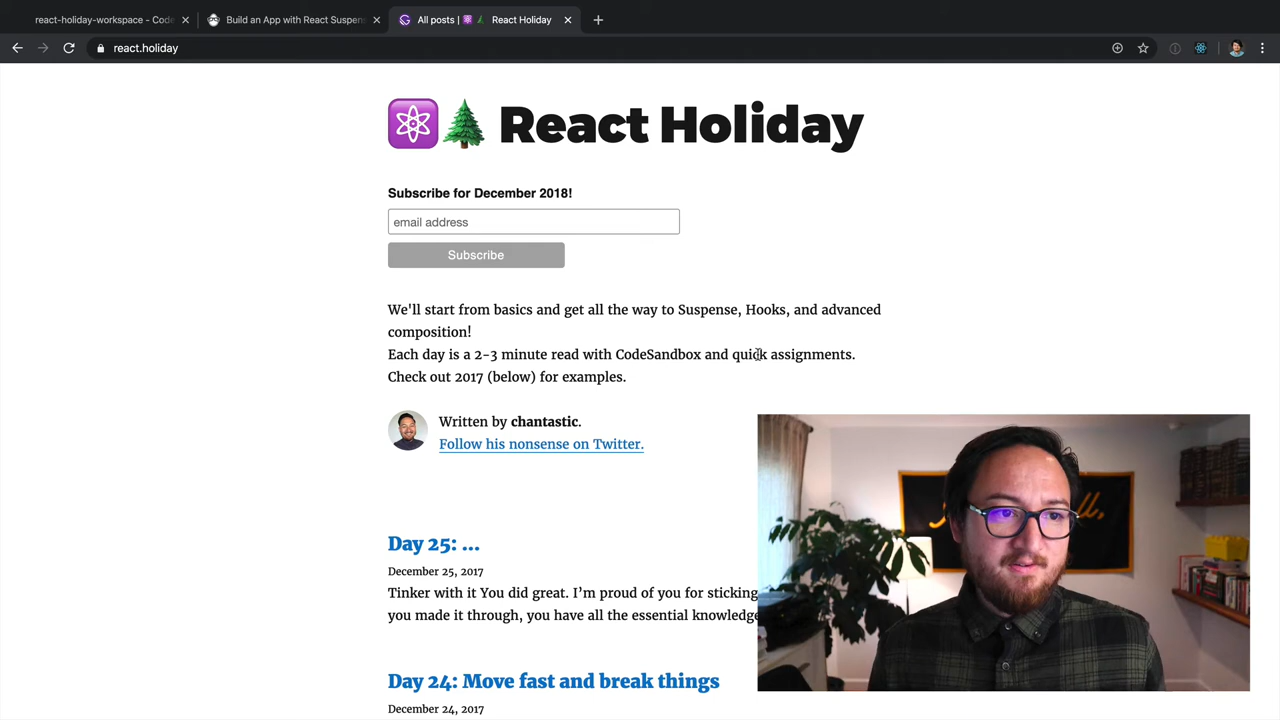 react-holiday-workspace - Code
Build an App with React Suspens
All posts | ⚛️🎄 React Holiday
react.holiday
⚛️🌲 React Holiday
Subscribe for December 2018!
email address
Subscribe
We'll start from basics and get all the way to Suspense, Hooks, and advanced
composition!
Each day is a 2-3 minute read with CodeSandbox and quick assignments.
Check out 2017 (below) for examples.
Written by chantastic.
Follow his nonsense on Twitter.
Day 25: ...
December 25, 2017
Tinker with it You did great. I'm proud of you for sticking
you made it through, you have all the essential knowledge
Day 24: Move fast and break things
December 24, 2017